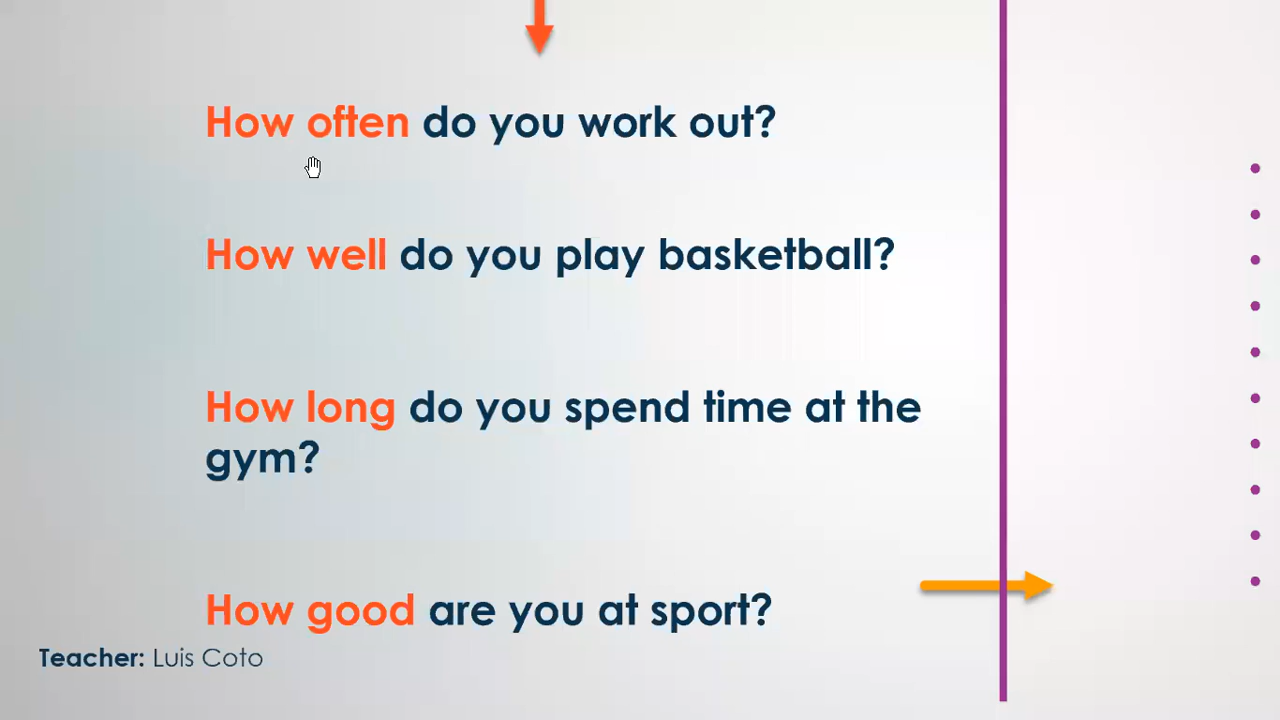 How often do you work out?
How well do you play basketball?
How long do you spend time at the
gym?
How good are you at sport?
Teacher: Luis Coto